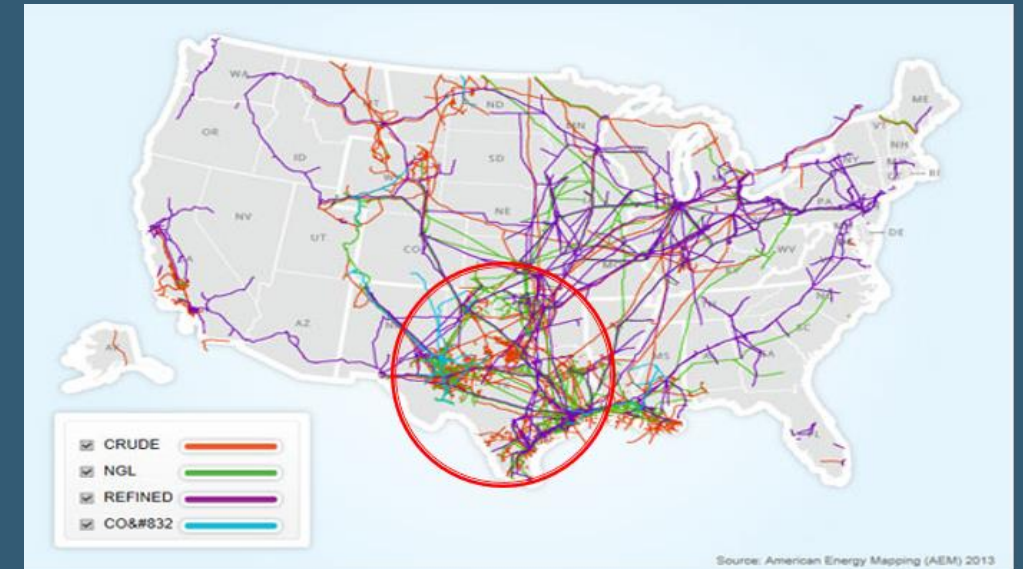 WA
OR
ID
ND
SD
MN
NE
NV
UT
CO
AZ
PA
NY
VT
NH
ME
RI
DE
WV
NC
SC
MS
CRUDE
NGL
REFINED
CO&#832
Source: American Energy Mapping (AEM) 2013